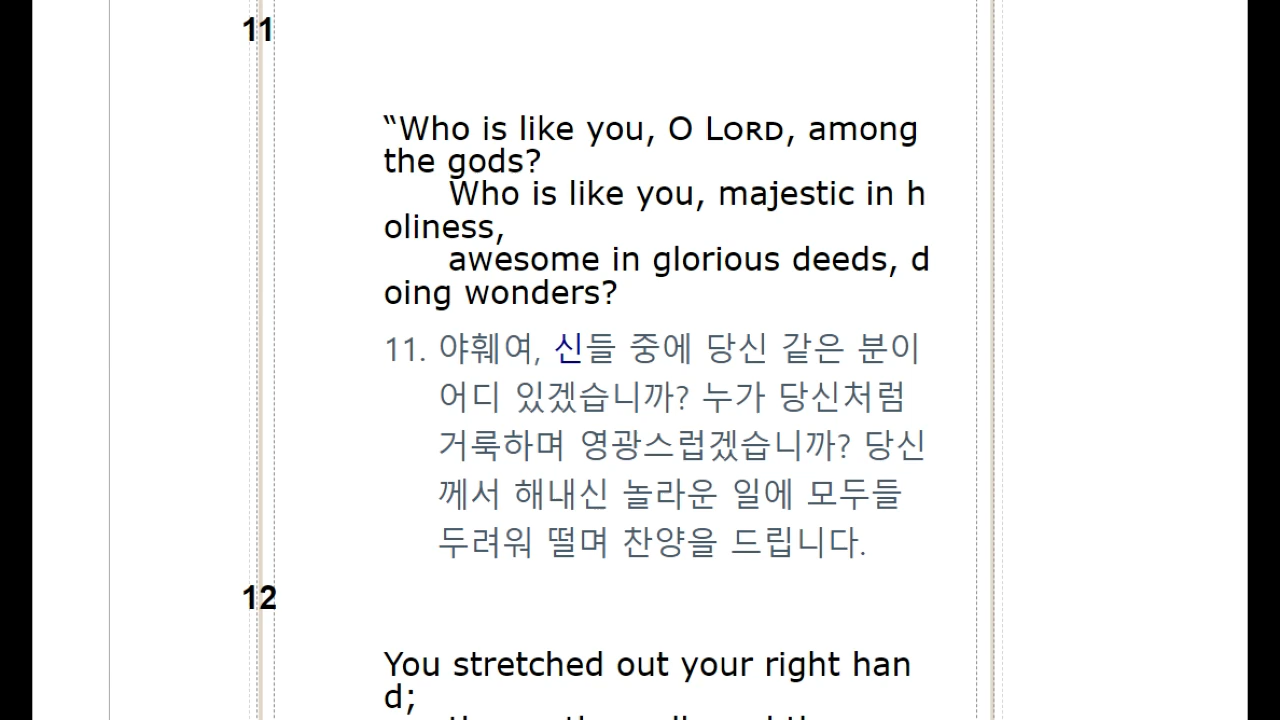 11
“Who is like you, O LORD, among
the gods?
Who is like you, majestic in h
oliness,
awesome in glorious deeds, d
oing wonders?
11. 야훼여, 신들 중에 당신 같은 분이
어디 있겠습니까? 누가 당신처럼
거룩하며 영광스럽겠습니까? 당신
께서 해내신 놀라운 일에 모두들
두려워 떨며 찬양을 드립니다.
12
You stretched out your right han
d;